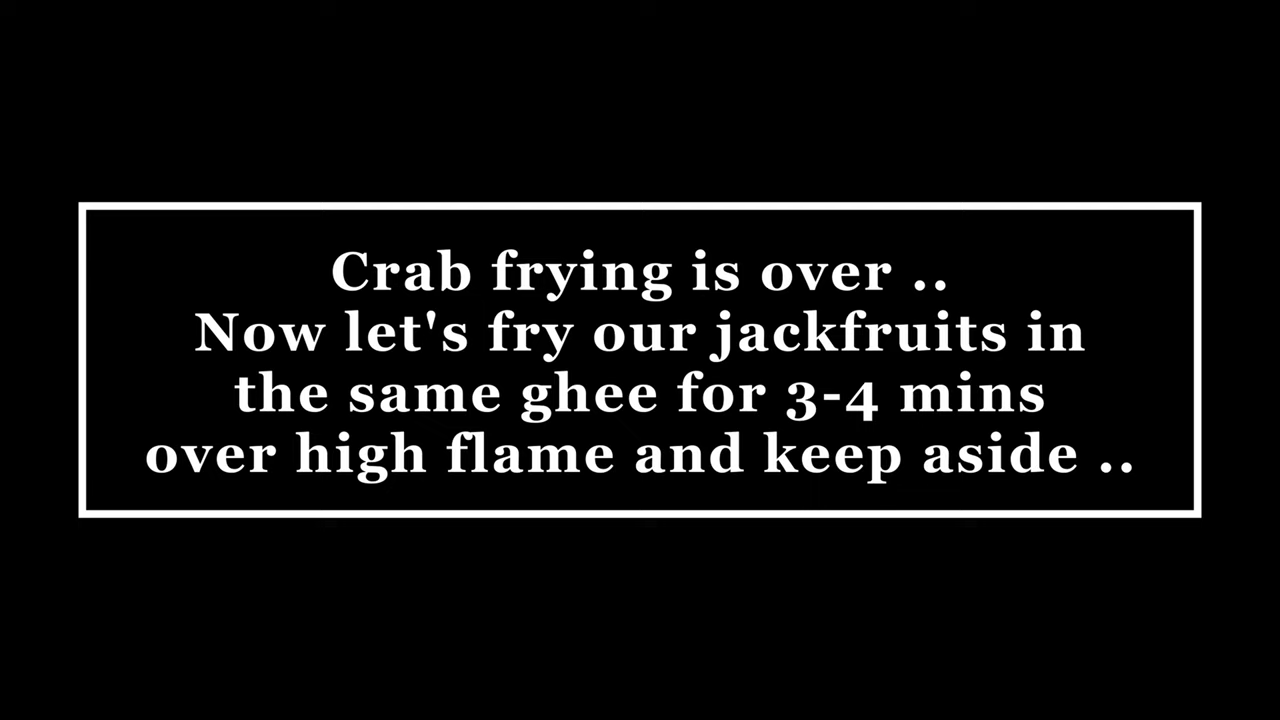 Crab frying is over ..
Now let's fry our jackfruits in
the same ghee for 3-4 mins
over high flame and keep aside ..